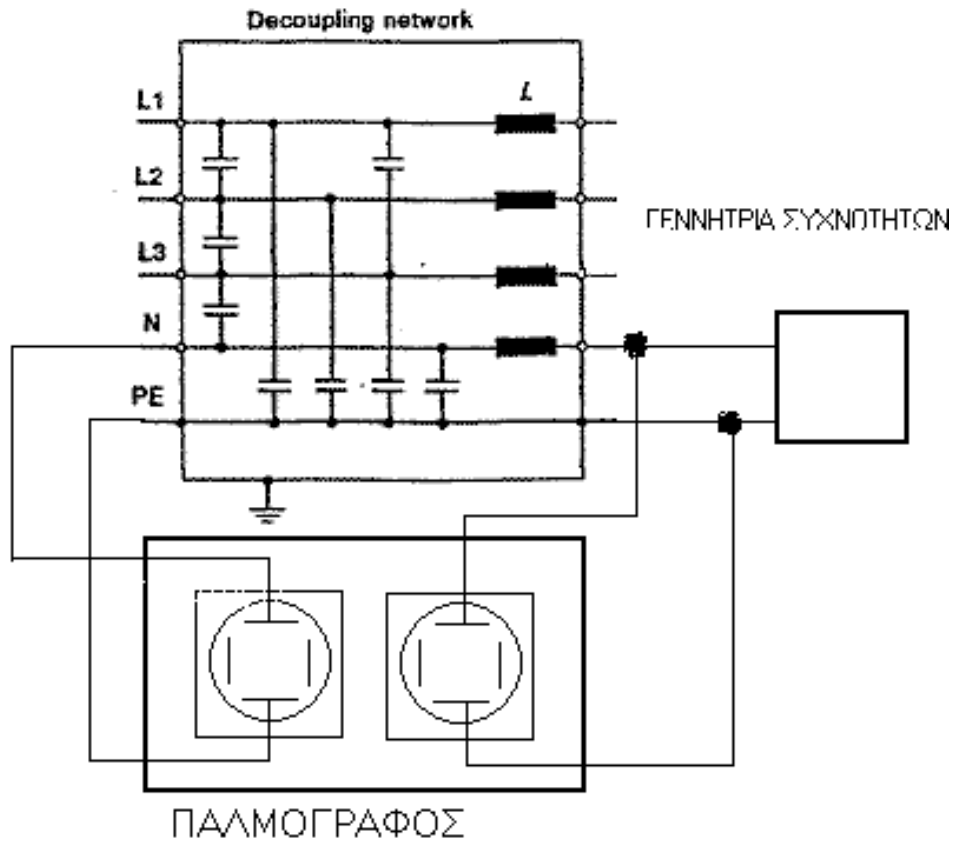 Decoupling network
L1
L
L2
ΓΕΝΝΗΤΡΙΑ ΣΥΧΝΟΤΗΤΩΝ
L3
N
PE
ΠΑΛΜΟΓΡΑΦΟΣ